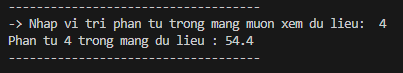 -----------------------------------
-> Nhap vi tri phan tu trong mang muon xem du lieu:  4
Phan tu 4 trong mang du lieu : 54.4
-----------------------------------